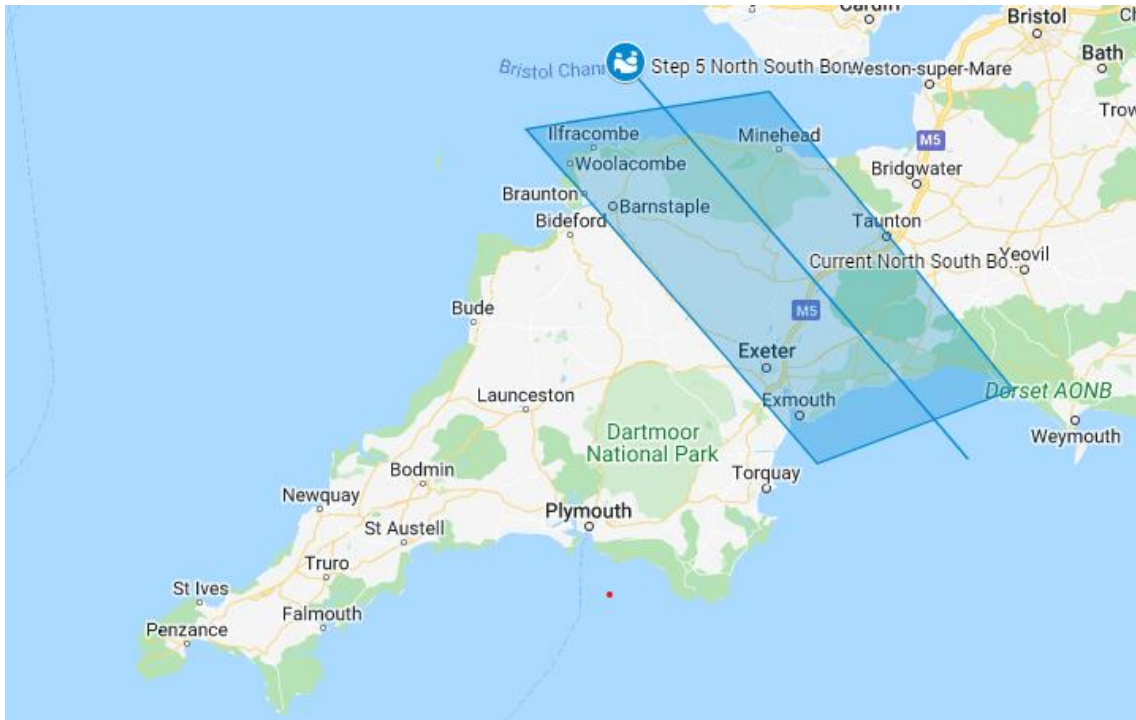 Cardiff
Bristol
Bath
Bristol Chan
Step 5 North South Bor...
Weston-super-Mare
Trow
M5
Ilfracombe
Minehead
Woolacombe
Bridgwater
Braunton
Barnstaple
Bideford
Taunton
Current North South Bo...
Yeovil
Bude
M5
Exeter
Launceston
Exmouth
Dorset AONB
Weymouth
Dartmoor
National Park
Bodmin
Torquay
Newquay
Plymouth
St Austell
Truro
St Ives
Falmouth
Penzance